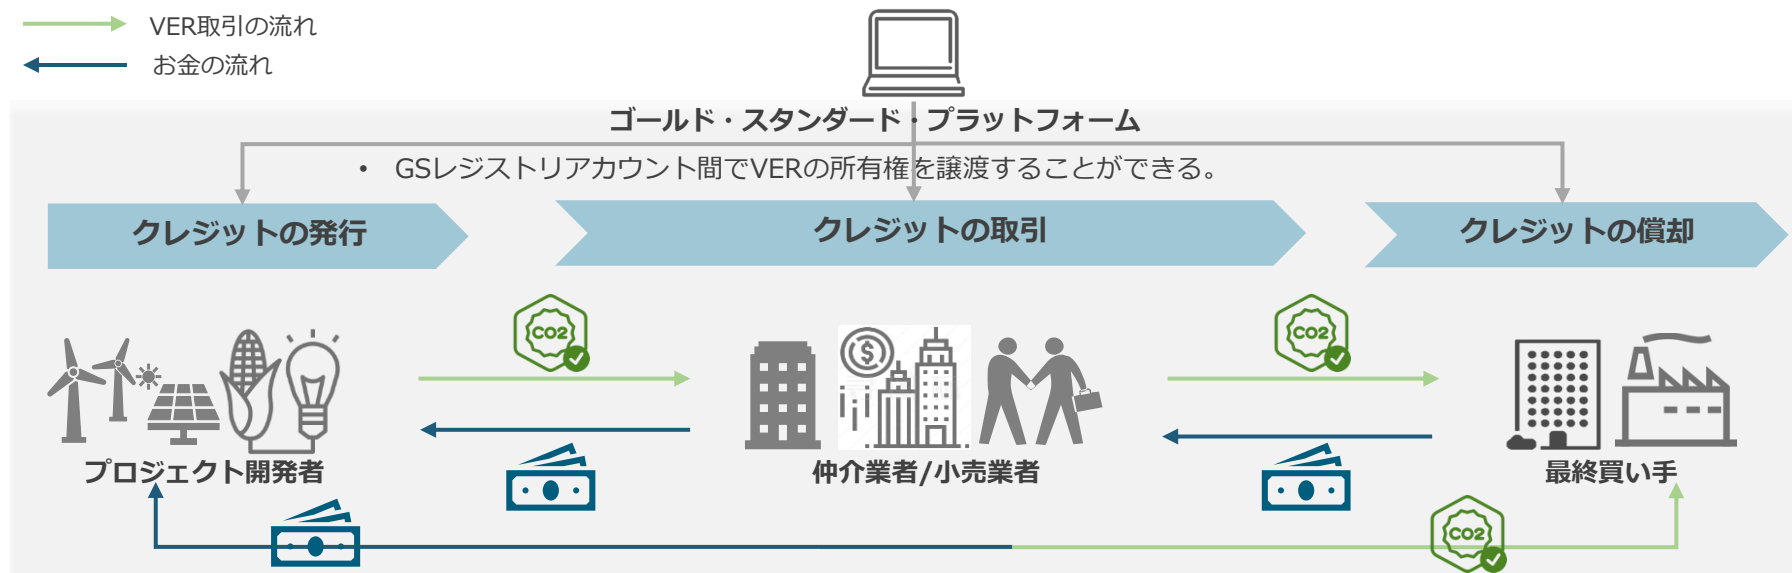 VER取引の流れ
お金の流れ
ゴールド・スタンダード・プラットフォーム
• GSレジストリアカウント間でVERの所有権を譲渡することができる。
クレジットの発行
クレジットの取引
クレジットの償却
CO2
CO2
プロジェクト開発者
仲介業者/小売業者
最終買い手
CO2